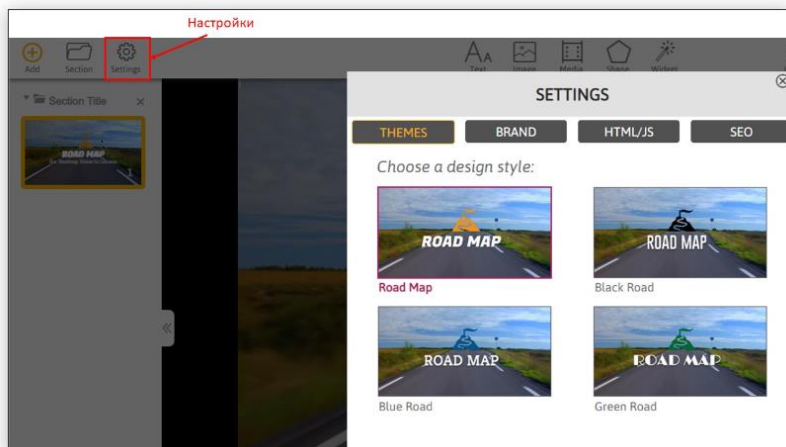 Настройки
Add Section Settings
Text Image Media Shape Widget
Section Title
ROAD MAP
1
SETTINGS
THEMES BRAND HTML/JS SEO
Choose a design style:
ROAD MAP ROAD MAP
Road Map Black Road
ROAD MAP ROAD MAP
Blue Road Green Road